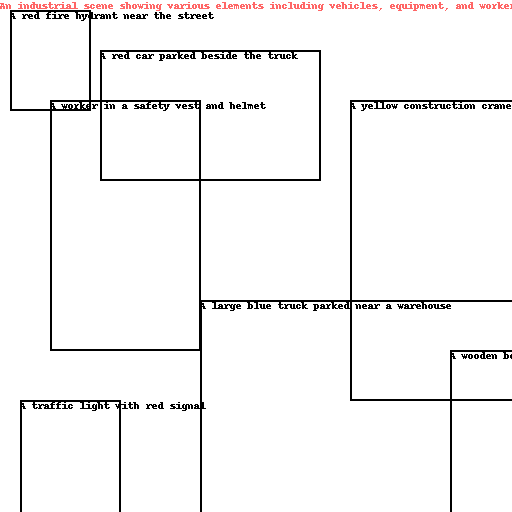 An industrial scene showing various elements including vehicles, equipment, and worker
A red fire hydrant near the street
A red car parked beside the truck
A worker in a safety vest and helmet
A yellow construction crane
A large blue truck parked near a warehouse
A wooden
A traffic light with red signal